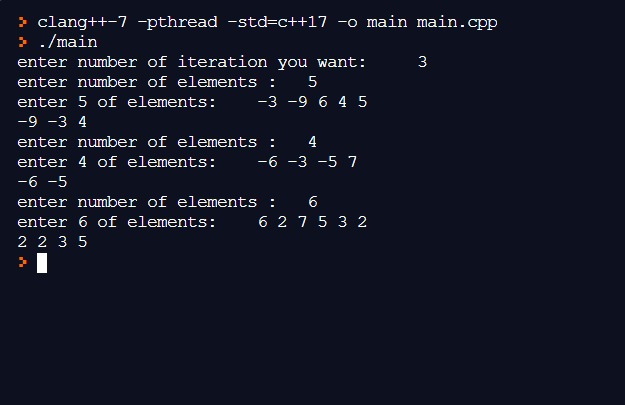 > clang++-7 -pthread -std=c++17 -o main main.cpp
> ./main
enter number of iteration you want:     3
enter number of elements :   5
enter 5 of elements:    -3 -9 6 4 5
-9 -3 4
enter number of elements :   4
enter 4 of elements:    -6 -3 -5 7
-6 -5
enter number of elements :   6
enter 6 of elements:    6 2 7 5 3 2
2 2 3 5
>